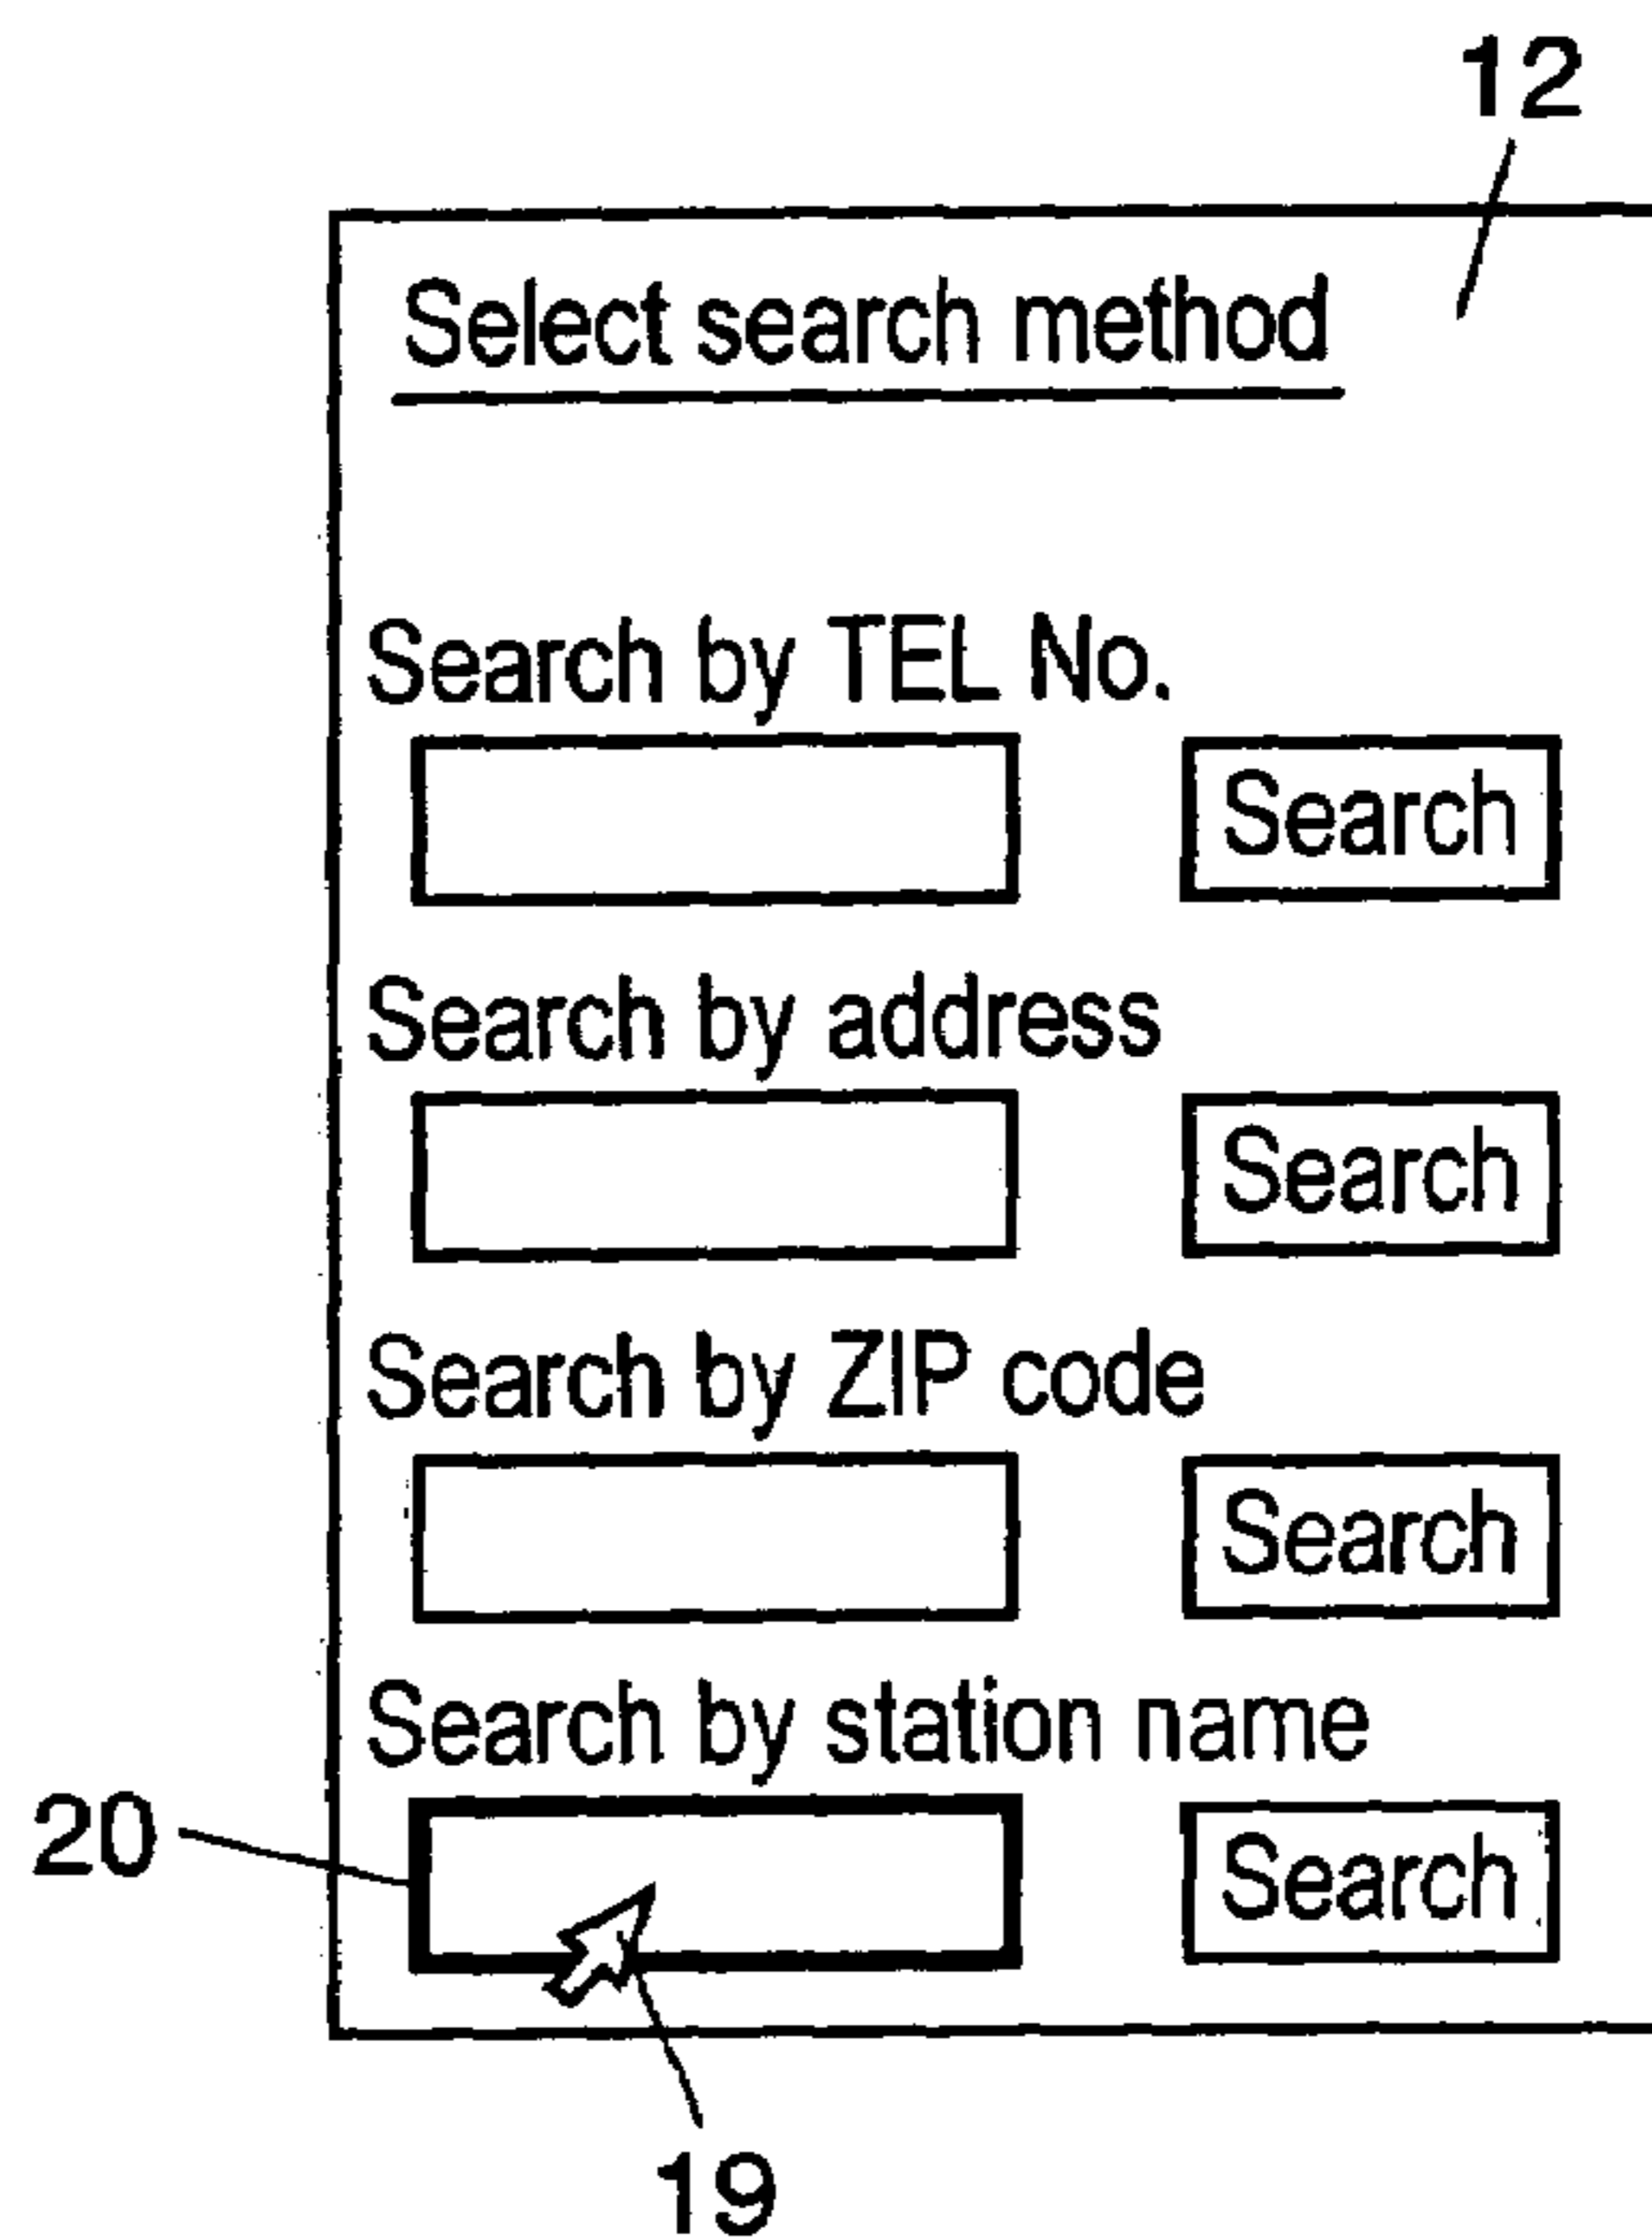 12
Select search method
Search by TEL No.
Search
Search by address
Search
Search by ZIP code
Search
Search by station name
20
Search
19